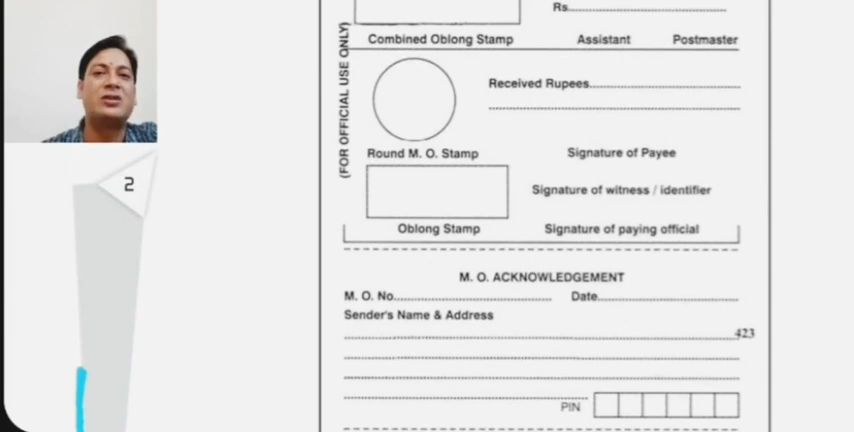 Rs.
Combined Oblong Stamp Assistant Postmaster
(FOR OFFICIAL USE ONLY)
Received Rupees
Round M. O. Stamp Signature of Payee
Signature of witness / identifier
Oblong Stamp Signature of paying official
2
M. O. ACKNOWLEDGEMENT
M. O. No. Date
Sender's Name & Address
423
PIN